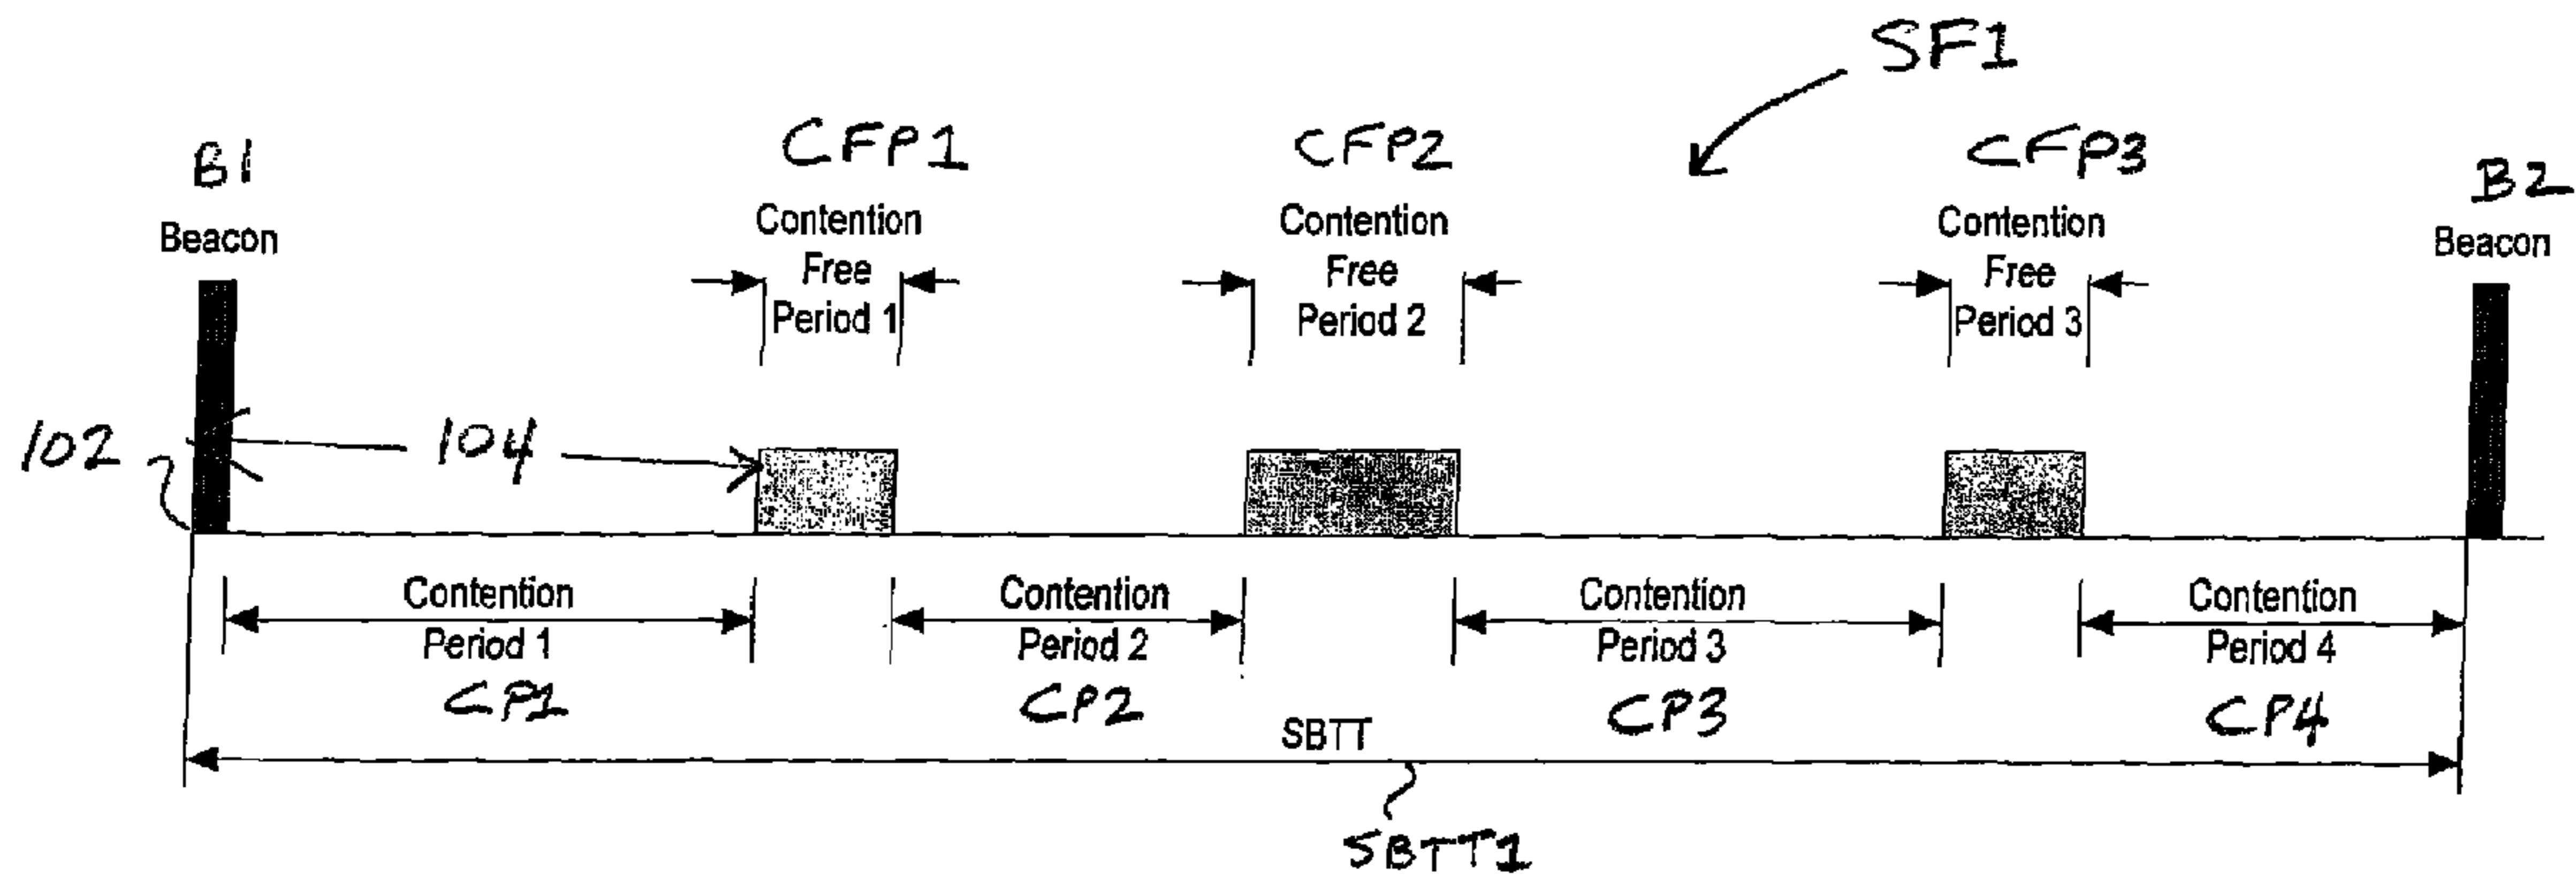 SF1
B1
CFP1
CFP2
CFP3
B2
Beacon
Contention
Free
Period 1
Contention
Free
Period 2
Contention
Free
Period 3
Beacon
102
104
Contention
Period 1
CP1
Contention
Period 2
CP2
Contention
Period 3
CP3
Contention
Period 4
CP4
SBTT
SBTT1